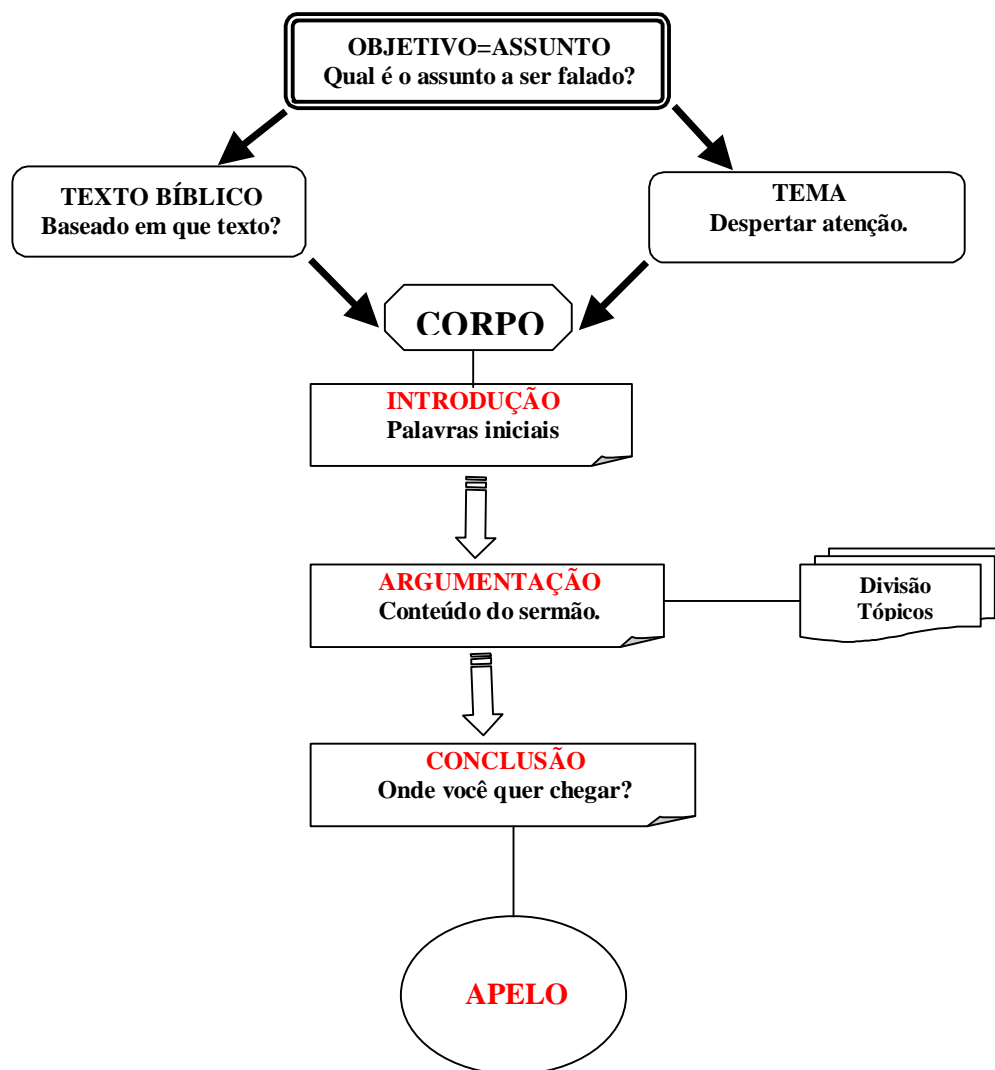 OBJETIVO=ASSUNTO
Qual é o assunto a ser falado?
TEXTO BÍBLICO
Baseado em que texto?
TEMA
Despertar atenção.
CORPO
INTRODUÇÃO
Palavras iniciais
ARGUMENTAÇÃO
Conteúdo do sermão.
Divisão
Tópicos
CONCLUSÃO
Onde você quer chegar?
APELO